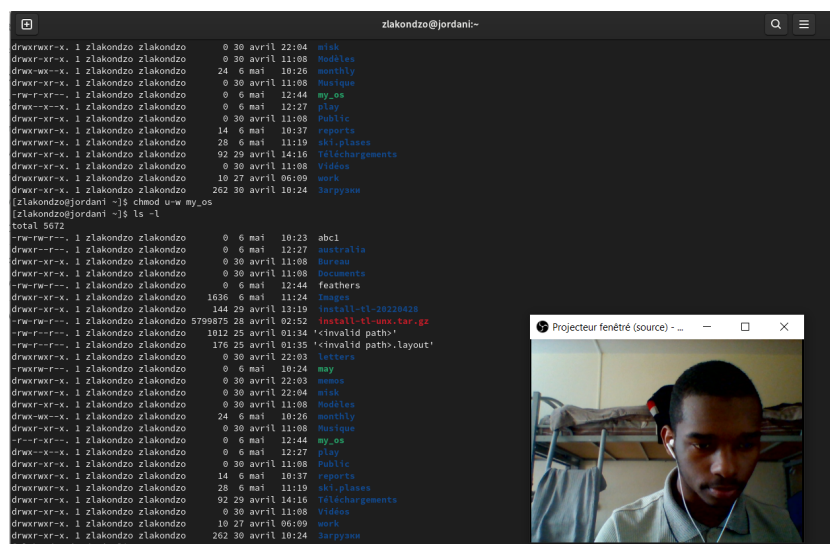 zlakondzo@jordani:~
drwxrwxr-x. 1 zlakondzo zlakondzo 0 30 avril 22:04 misk
drwxr-xr-x. 1 zlakondzo zlakondzo 0 30 avril 11:08 Modèles
drwx-wx--x. 1 zlakondzo zlakondzo 24 6 mai 10:26 monthly
drwxr-xr-x. 1 zlakondzo zlakondzo 0 30 avril 11:08 Musique
-rw-r-xr--. 1 zlakondzo zlakondzo 0 6 mai 12:44 my_os
drwx--x--x. 1 zlakondzo zlakondzo 0 6 mai 12:27 play
drwxr-xr-x. 1 zlakondzo zlakondzo 0 30 avril 11:08 Public
drwxrwxr-x. 1 zlakondzo zlakondzo 14 6 mai 10:37 reports
drwxrwxr-x. 1 zlakondzo zlakondzo 28 6 mai 11:19 ski.plases
drwxr-xr-x. 1 zlakondzo zlakondzo 92 29 avril 14:16 Téléchargements
drwxr-xr-x. 1 zlakondzo zlakondzo 0 30 avril 11:08 Vidéos
drwxrwxr-x. 1 zlakondzo zlakondzo 10 27 avril 06:09 work
drwxr-xr-x. 1 zlakondzo zlakondzo 262 30 avril 10:24 Загрузки
[zlakondzo@jordani ~]$ chmod u-w my_os
[zlakondzo@jordani ~]$ ls -l
total 5672
-rw-rw-r--. 1 zlakondzo zlakondzo 0 6 mai 10:23 abc1
drwxr--r--. 1 zlakondzo zlakondzo 0 6 mai 12:27 australia
drwxr-xr-x. 1 zlakondzo zlakondzo 0 30 avril 11:08 Bureau
drwxr-xr-x. 1 zlakondzo zlakondzo 0 30 avril 11:08 Documents
-rw-rw-r--. 1 zlakondzo zlakondzo 0 6 mai 12:44 feathers
drwxr-xr-x. 1 zlakondzo zlakondzo 1636 6 mai 11:24 Images
drwxrwxr-x. 1 zlakondzo zlakondzo 144 29 avril 13:19 install-tl-20220428
-rw-rw-r--. 1 zlakondzo zlakondzo 5799875 28 avril 02:52 install-tl-unx.tar.gz
-rw-r--r--. 1 zlakondzo zlakondzo 1012 25 avril 01:34 '<invalid path>'
-rw-r--r--. 1 zlakondzo zlakondzo 176 25 avril 01:35 '<invalid path>.layout'
drwxrwxr-x. 1 zlakondzo zlakondzo 0 30 avril 22:03 letters
-rwxrw-r--. 1 zlakondzo zlakondzo 0 6 mai 10:24 may
drwxrwxr-x. 1 zlakondzo zlakondzo 0 30 avril 22:03 memos
drwxrwxr-x. 1 zlakondzo zlakondzo 0 30 avril 22:04 misk
drwxr-xr-x. 1 zlakondzo zlakondzo 0 30 avril 11:08 Modèles
drwx-wx--x. 1 zlakondzo zlakondzo 24 6 mai 10:26 monthly
drwxr-xr-x. 1 zlakondzo zlakondzo 0 30 avril 11:08 Musique
-r--r-xr--. 1 zlakondzo zlakondzo 0 6 mai 12:44 my_os
drwx--x--x. 1 zlakondzo zlakondzo 0 6 mai 12:27 play
drwxr-xr-x. 1 zlakondzo zlakondzo 0 30 avril 11:08 Public
drwxrwxr-x. 1 zlakondzo zlakondzo 14 6 mai 10:37 reports
drwxrwxr-x. 1 zlakondzo zlakondzo 28 6 mai 11:19 ski.plases
drwxr-xr-x. 1 zlakondzo zlakondzo 92 29 avril 14:16 Téléchargements
drwxr-xr-x. 1 zlakondzo zlakondzo 0 30 avril 11:08 Vidéos
drwxrwxr-x. 1 zlakondzo zlakondzo 10 27 avril 06:09 work
drwxr-xr-x. 1 zlakondzo zlakondzo 262 30 avril 10:24 Загрузки
Projecteur fenêtré (source) - ...